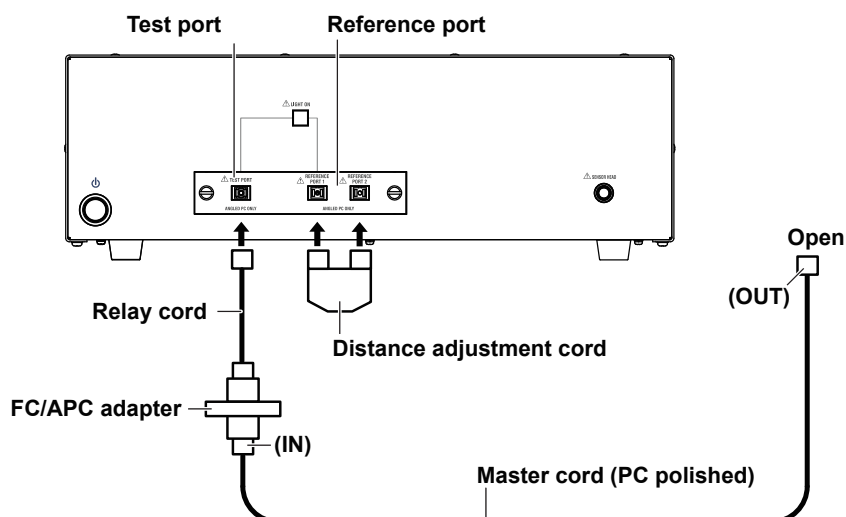 Test port
Reference port
⚠ LIGHT ON
⚠ TEST PORT
⚠ REFERENCE
PORT 1
⚠ REFERENCE
PORT 2
ANGLED PC ONLY
ANGLED PC ONLY
⚠ SENSOR HEAD
Open
(OUT)
Relay cord
Distance adjustment cord
FC/APC adapter
(IN)
Master cord (PC polished)